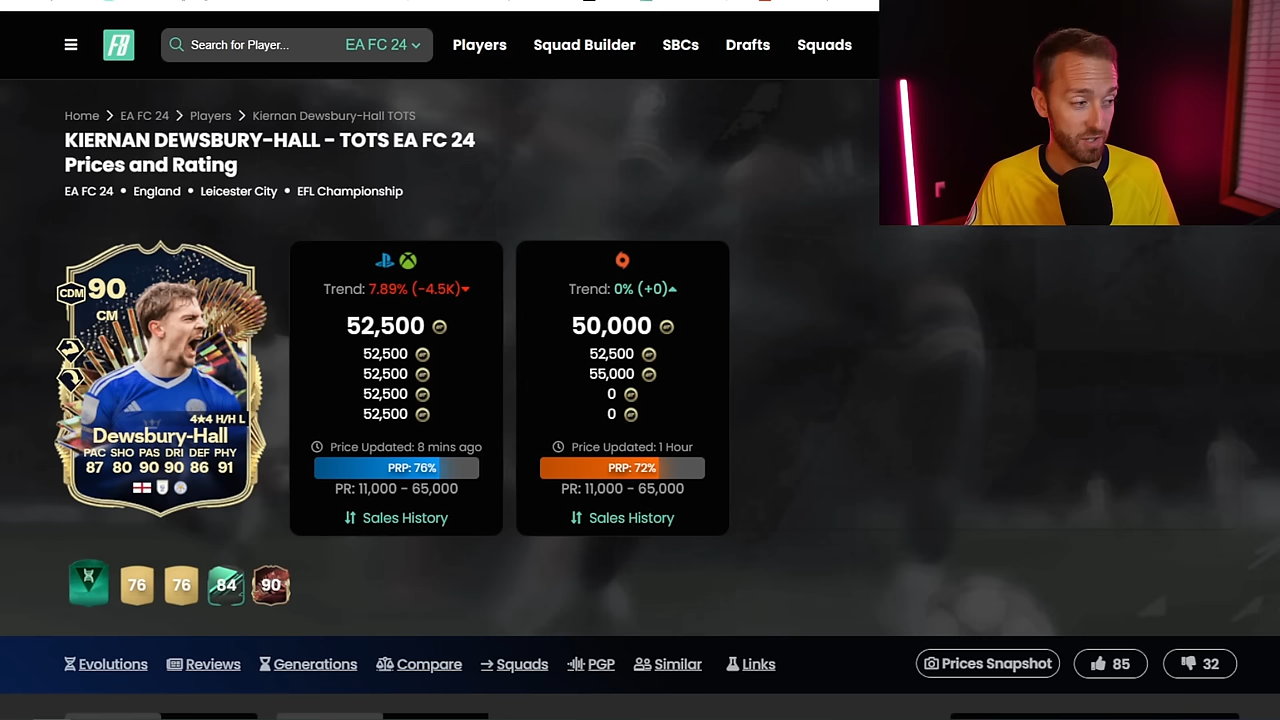 FB
Search for Player...
EA FC 24
Players
Squad Builder
SBCs
Drafts
Squads
Home > EA FC 24 > Players > Kiernan Dewsbury-Hall TOTS
KIERNAN DEWSBURY-HALL - TOTS EA FC 24
Prices and Rating
EA FC 24 • England • Leicester City • EFL Championship
90
CDM
CM
4★4 H/H L
Dewsbury-Hall
PAC SHO PAS DRI DEF PHY
87 80 90 90 86 91
Trend: 7.89% (-4.5K)
52,500
52,500
52,500
52,500
52,500
Price Updated: 8 mins ago
PRP: 76%
PR: 11,000 - 65,000
Sales History
Trend: 0% (+0)
50,000
52,500
55,000
0
0
Price Updated: 1 Hour
PRP: 72%
PR: 11,000 - 65,000
Sales History
76
76
84
90
Evolutions
Reviews
Generations
Compare
Squads
PGP
Similar
Links
Prices Snapshot
85
32